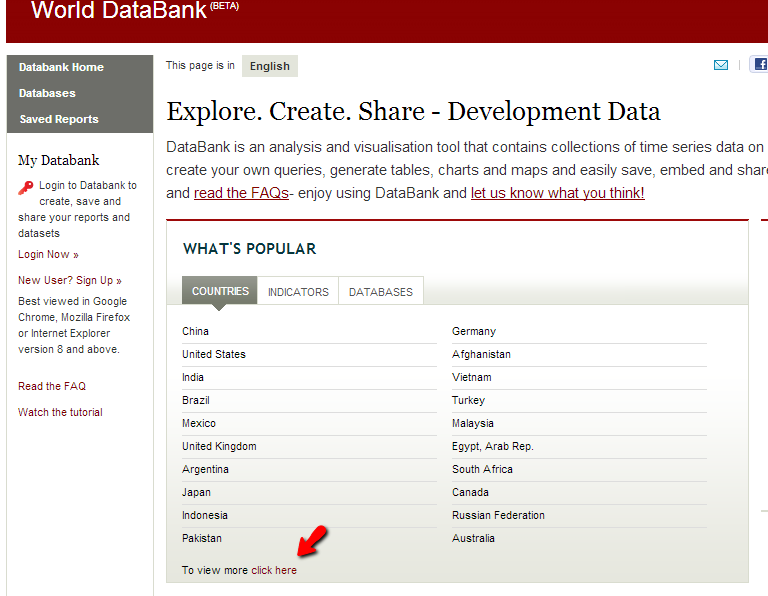 World DataBank (BETA)
Databank Home
Databases
Saved Reports
My Databank
Login to Databank to
create, save and
share your reports and
datasets
Login Now »
New User? Sign Up »
Best viewed in Google
Chrome, Mozilla Firefox
or Internet Explorer
version 8 and above.
Read the FAQ
Watch the tutorial
This page is in English
Explore. Create. Share - Development Data
DataBank is an analysis and visualisation tool that contains collections of time series data on
create your own queries, generate tables, charts and maps and easily save, embed and share
and read the FAQs- enjoy using DataBank and let us know what you think!
WHAT'S POPULAR
COUNTRIES INDICATORS DATABASES
China
United States
India
Brazil
Mexico
United Kingdom
Argentina
Japan
Indonesia
Pakistan
Germany
Afghanistan
Vietnam
Turkey
Malaysia
Egypt, Arab Rep.
South Africa
Canada
Russian Federation
Australia
To view more click here